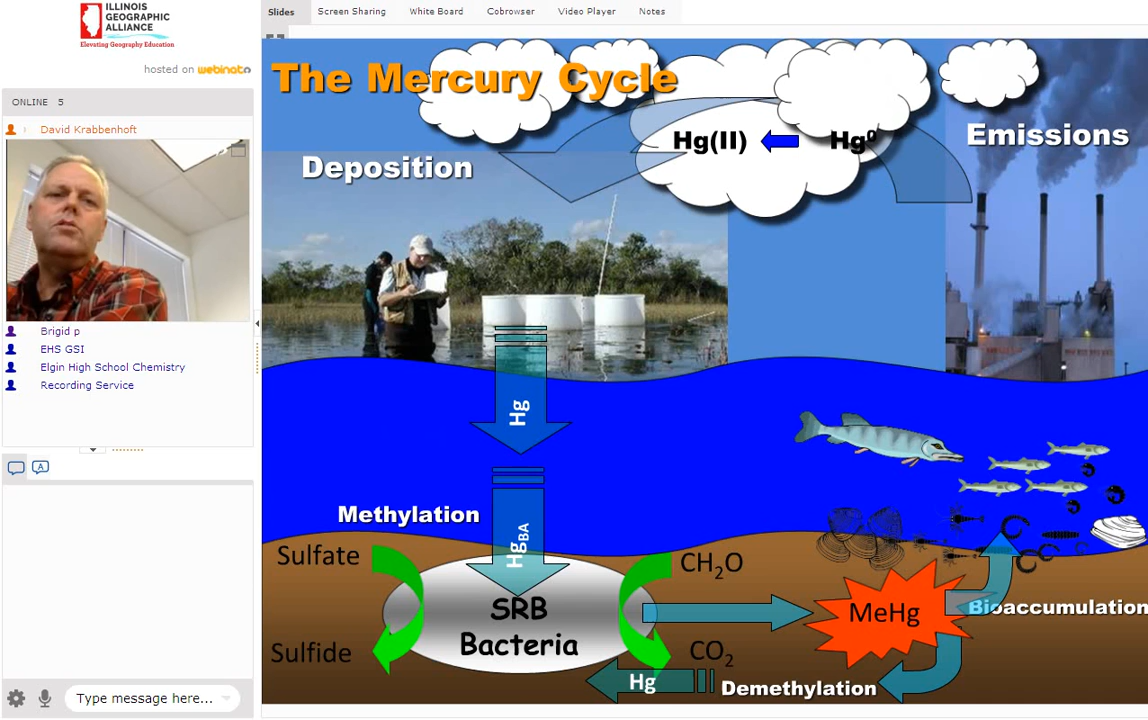 ILLINOIS
GEOGRAPHIC
ALLIANCE
Elevating Geography Education
hosted on webinato
ONLINE 5
David Krabbenhoft
Brigid p
EHS GSI
Elgin High School Chemistry
Recording Service
A
Type message here...
Slides Screen Sharing White Board Cobrowser Video Player Notes
The Mercury Cycle
Emissions
Hg(II) Hg⁰
Deposition
Hg
Methylation
HgBA
Sulfate CH₂O
SRB
Bacteria
MeHg
Bioaccumulation
Sulfide CO₂
Hg
Demethylation